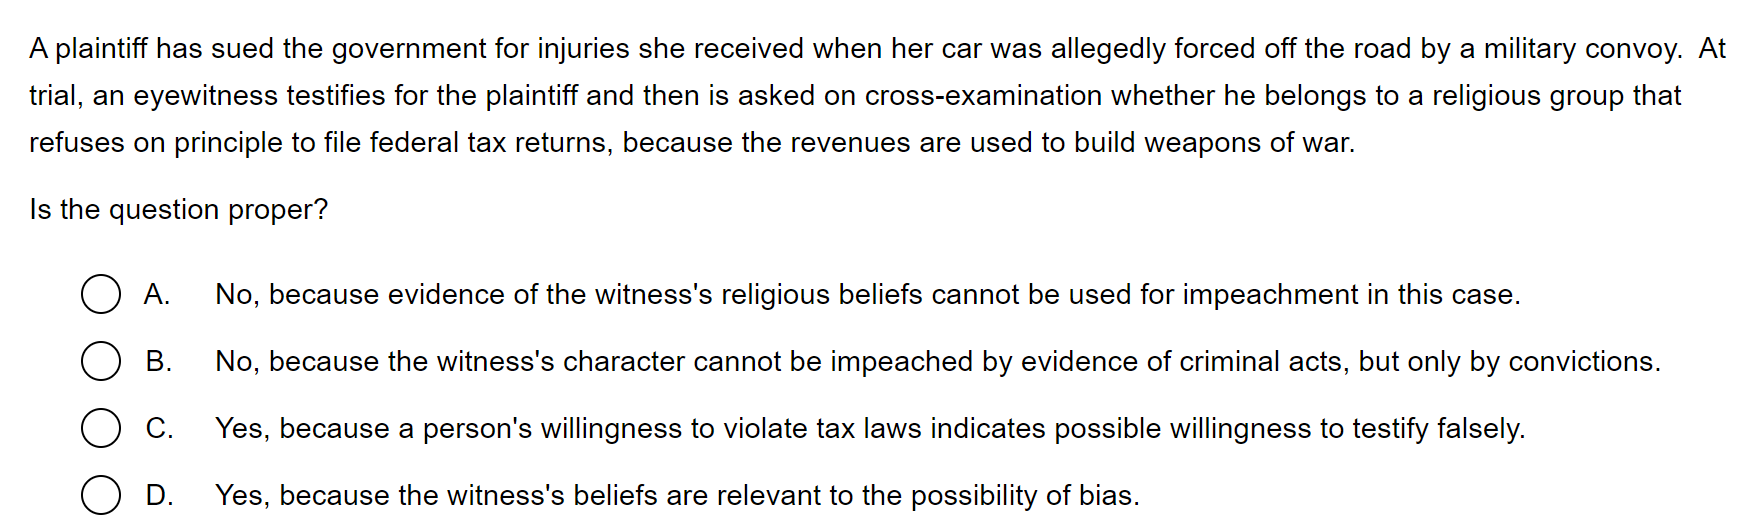 A plaintiff has sued the government for injuries she received when her car was allegedly forced off the road by a military convoy.  At
trial, an eyewitness testifies for the plaintiff and then is asked on cross-examination whether he belongs to a religious group that
refuses on principle to file federal tax returns, because the revenues are used to build weapons of war.
Is the question proper?
A. No, because evidence of the witness's religious beliefs cannot be used for impeachment in this case.
B. No, because the witness's character cannot be impeached by evidence of criminal acts, but only by convictions.
C. Yes, because a person's willingness to violate tax laws indicates possible willingness to testify falsely.
D. Yes, because the witness's beliefs are relevant to the possibility of bias.